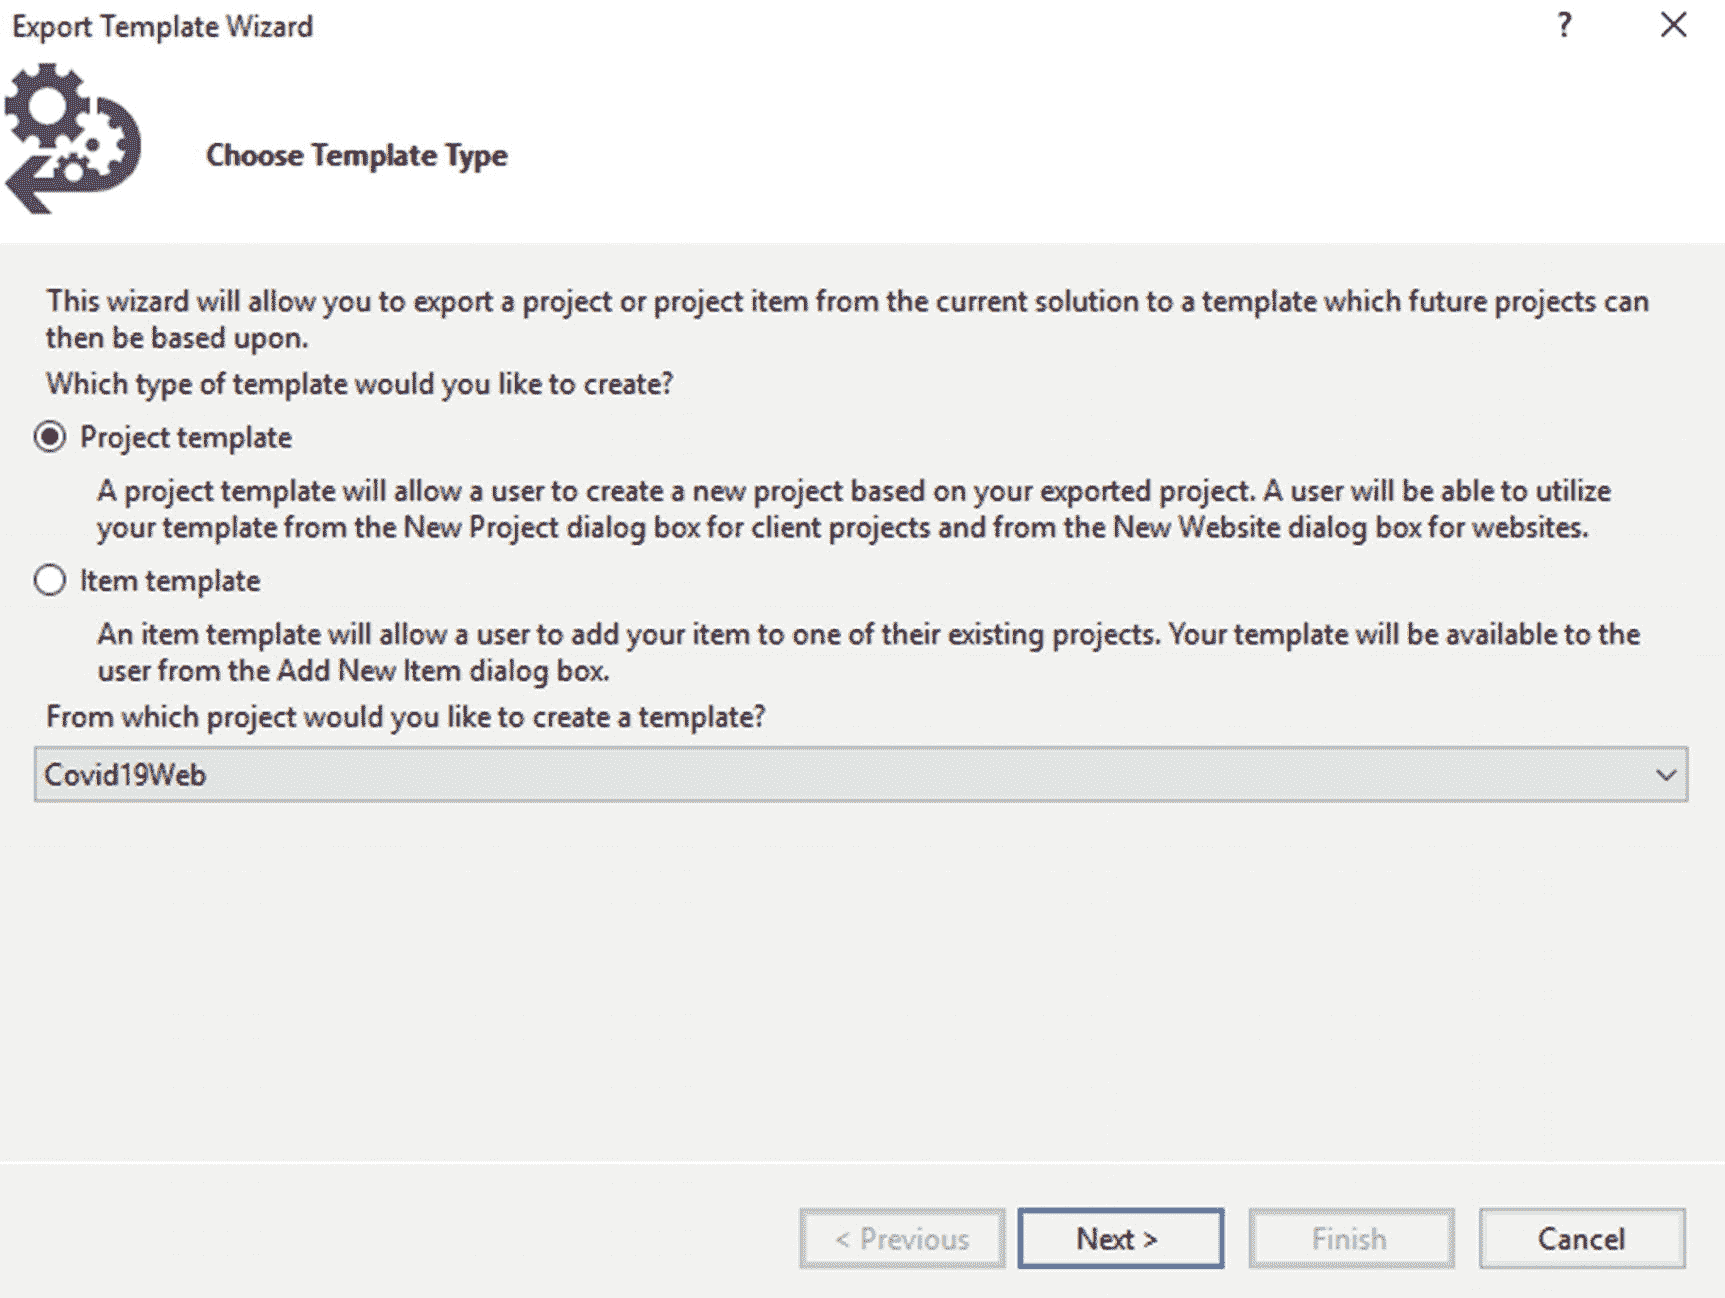 Export Template Wizard
?
Choose Template Type
This wizard will allow you to export a project or project item from the current solution to a template which future projects can
then be based upon.
Which type of template would you like to create?
Project template
A project template will allow a user to create a new project based on your exported project. A user will be able to utilize
your template from the New Project dialog box for client projects and from the New Website dialog box for websites.
Item template
An item template will allow a user to add your item to one of their existing projects. Your template will be available to the
user from the Add New Item dialog box.
From which project would you like to create a template?
Covid19Web
< Previous
Next >
Finish
Cancel